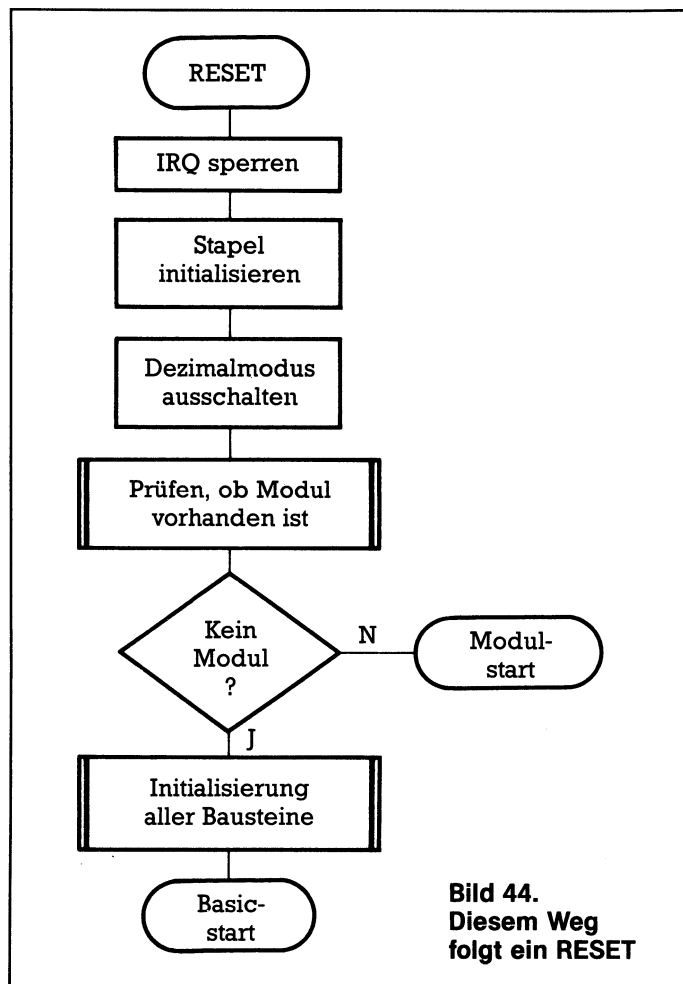 RESET
IRQ sperren
Stapel
initialisieren
Dezimalmodus
ausschalten
Prüfen, ob Modul
vorhanden ist
Kein
Modul
?
N
Modul-
start
J
Initialisierung
aller Bausteine
Basic-
start
Bild 44.
Diesem Weg
folgt ein RESET